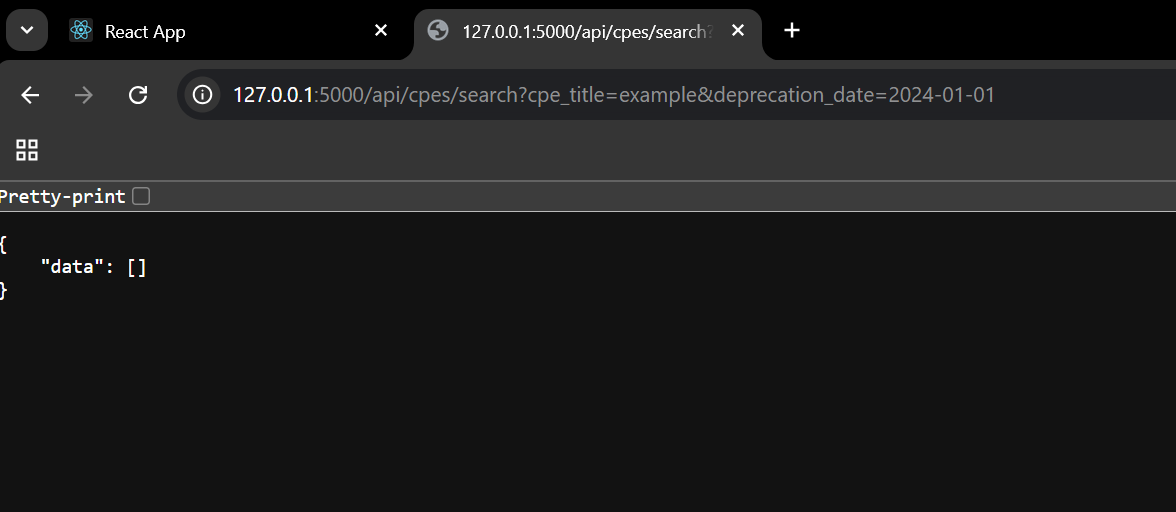 React App
127.0.0.1:5000/api/cpes/search?
127.0.0.1:5000/api/cpes/search?cpe_title=example&deprecation_date=2024-01-01
Pretty-print
{
"data": []
}